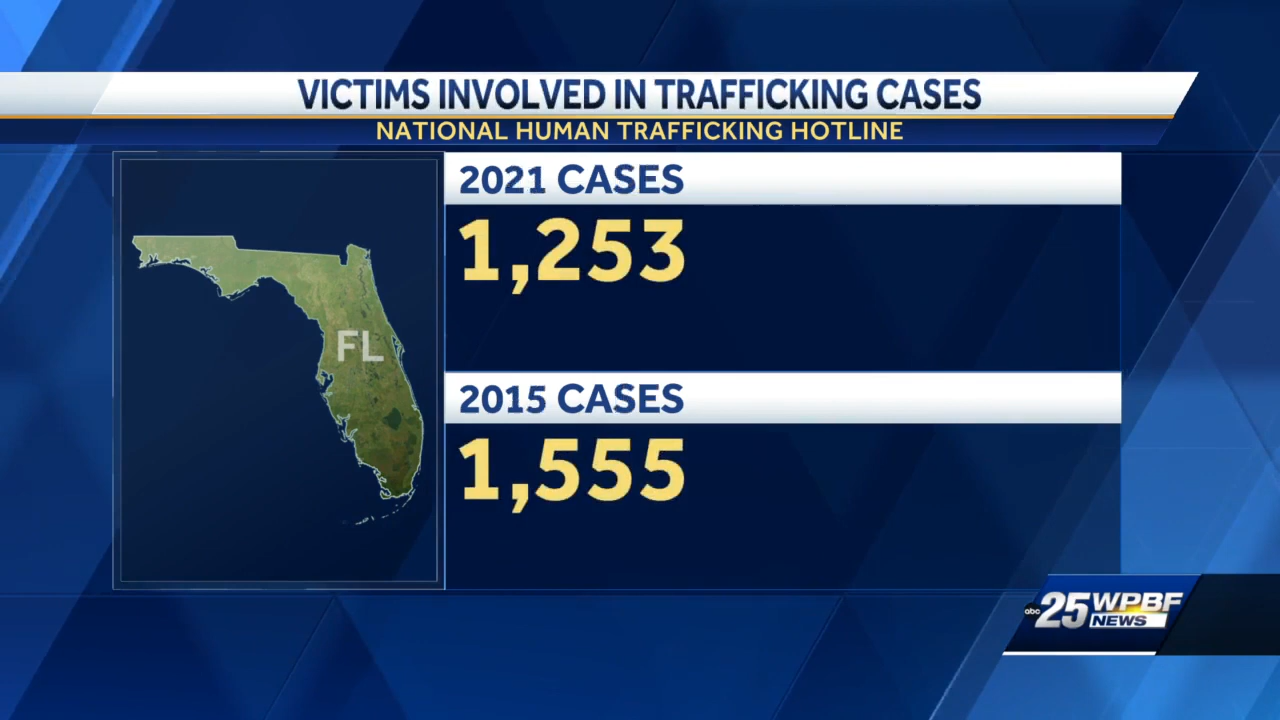 VICTIMS INVOLVED IN TRAFFICKING CASES
NATIONAL HUMAN TRAFFICKING HOTLINE
2021 CASES
1,253
FL
2015 CASES
1,555
abc 25 WPBF
NEWS